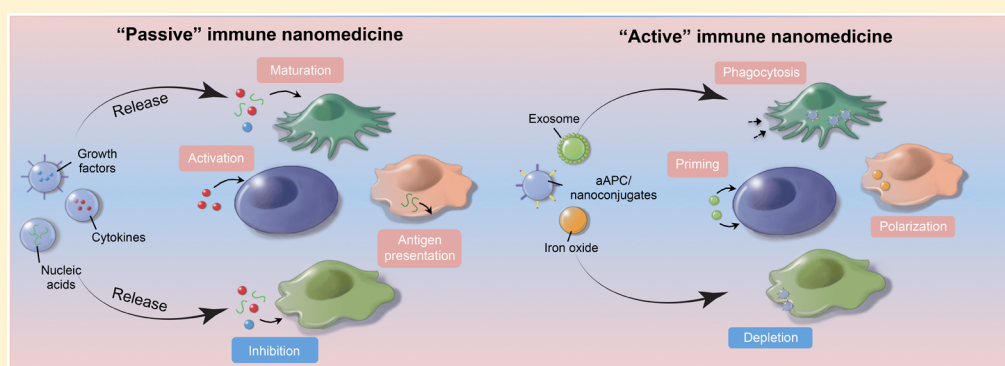 “Passive” immune nanomedicine
Release
Maturation
Growth
factors
Activation
Cytokines
Antigen
presentation
Nucleic
acids
Release
Inhibition
“Active” immune nanomedicine
Phagocytosis
Exosome
Priming
aAPC/
nanoconjugates
Polarization
Iron oxide
Depletion